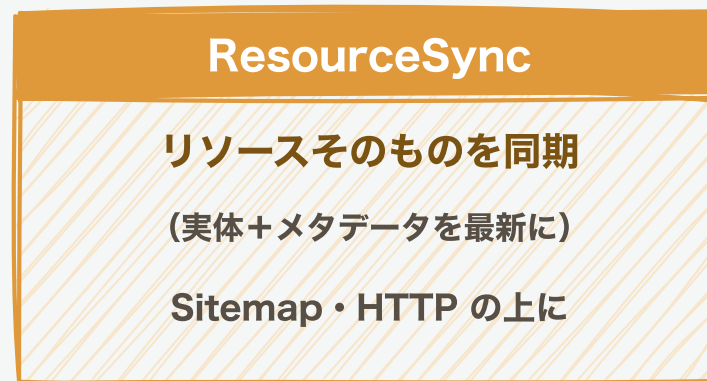 ResourceSync
リソースそのものを同期
（実体＋メタデータを最新に）
Sitemap・HTTP の上に